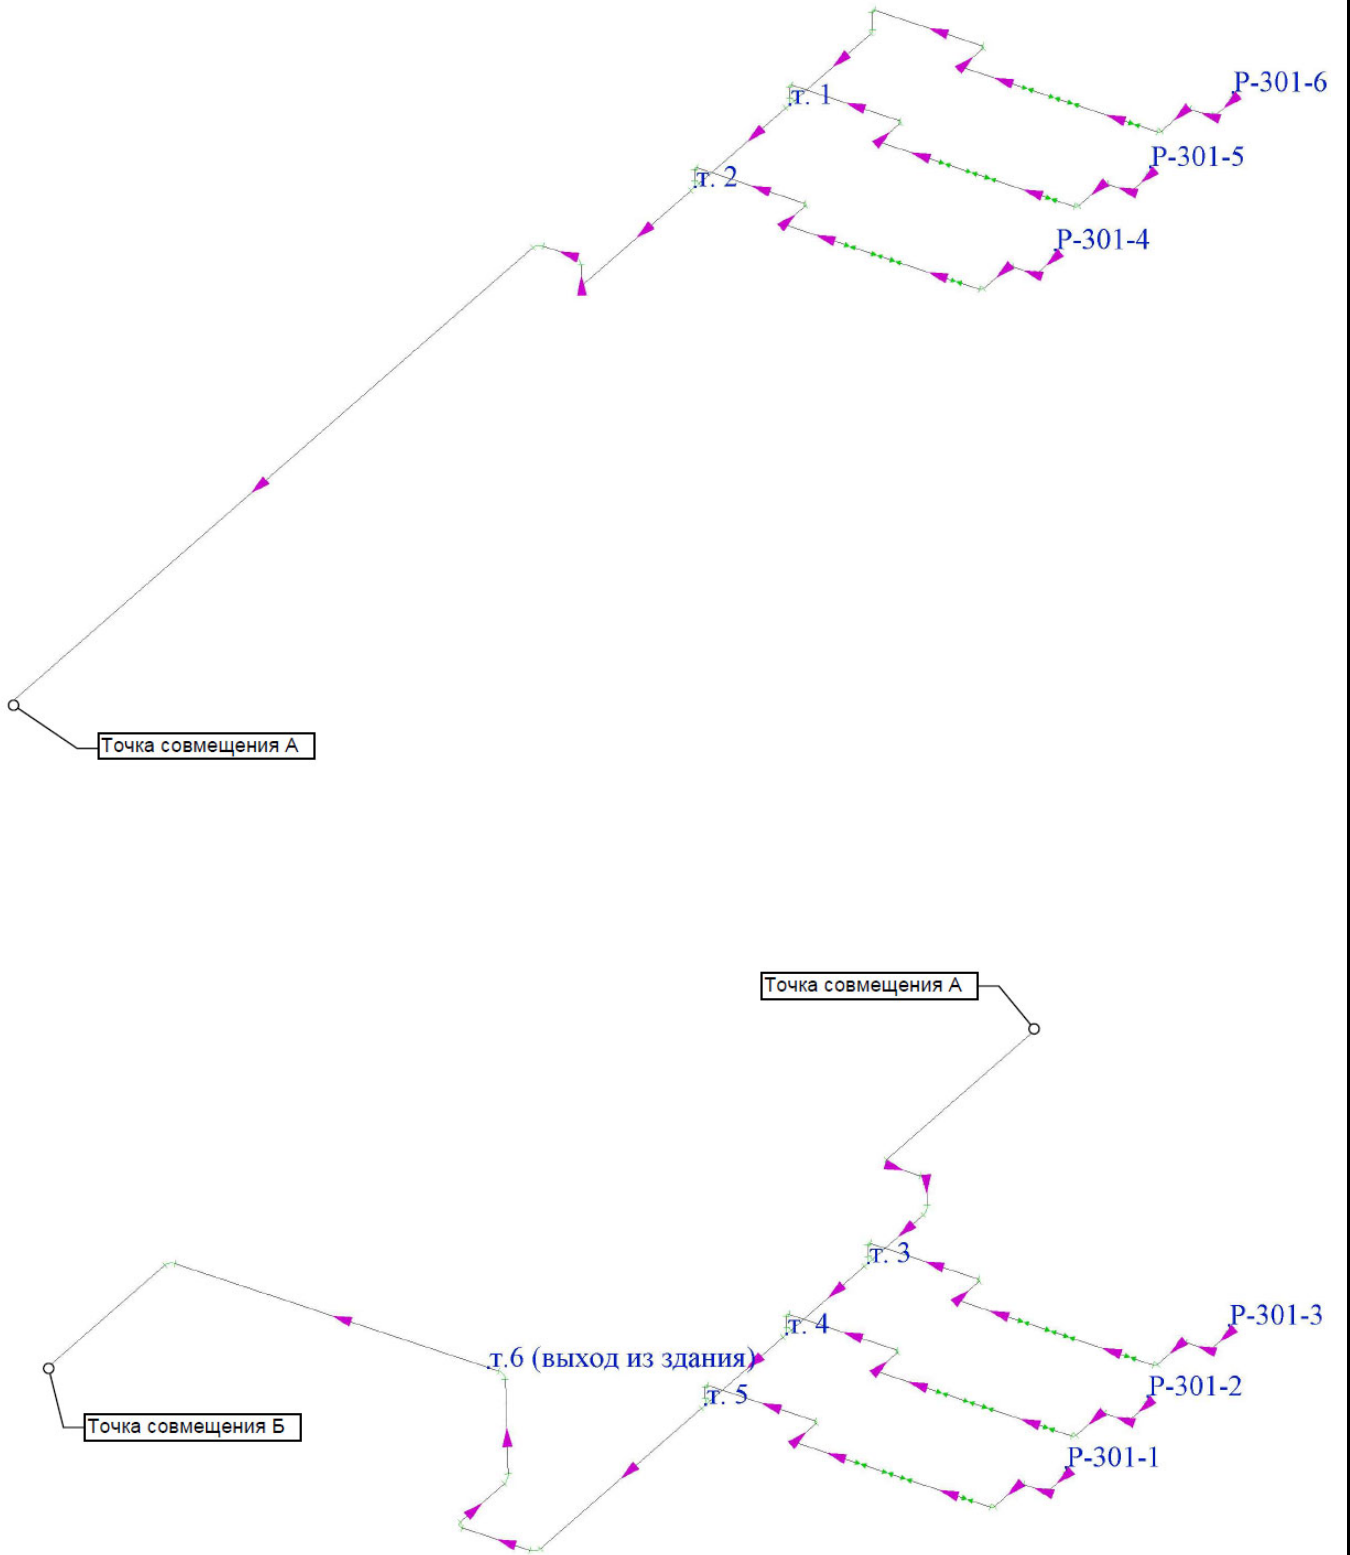 P-301-6
т. 1
P-301-5
т. 2
P-301-4
Точка совмещения А
Точка совмещения А
т. 3
P-301-3
т. 4
т.6 (выход из здания)
P-301-2
т. 5
Точка совмещения Б
P-301-1